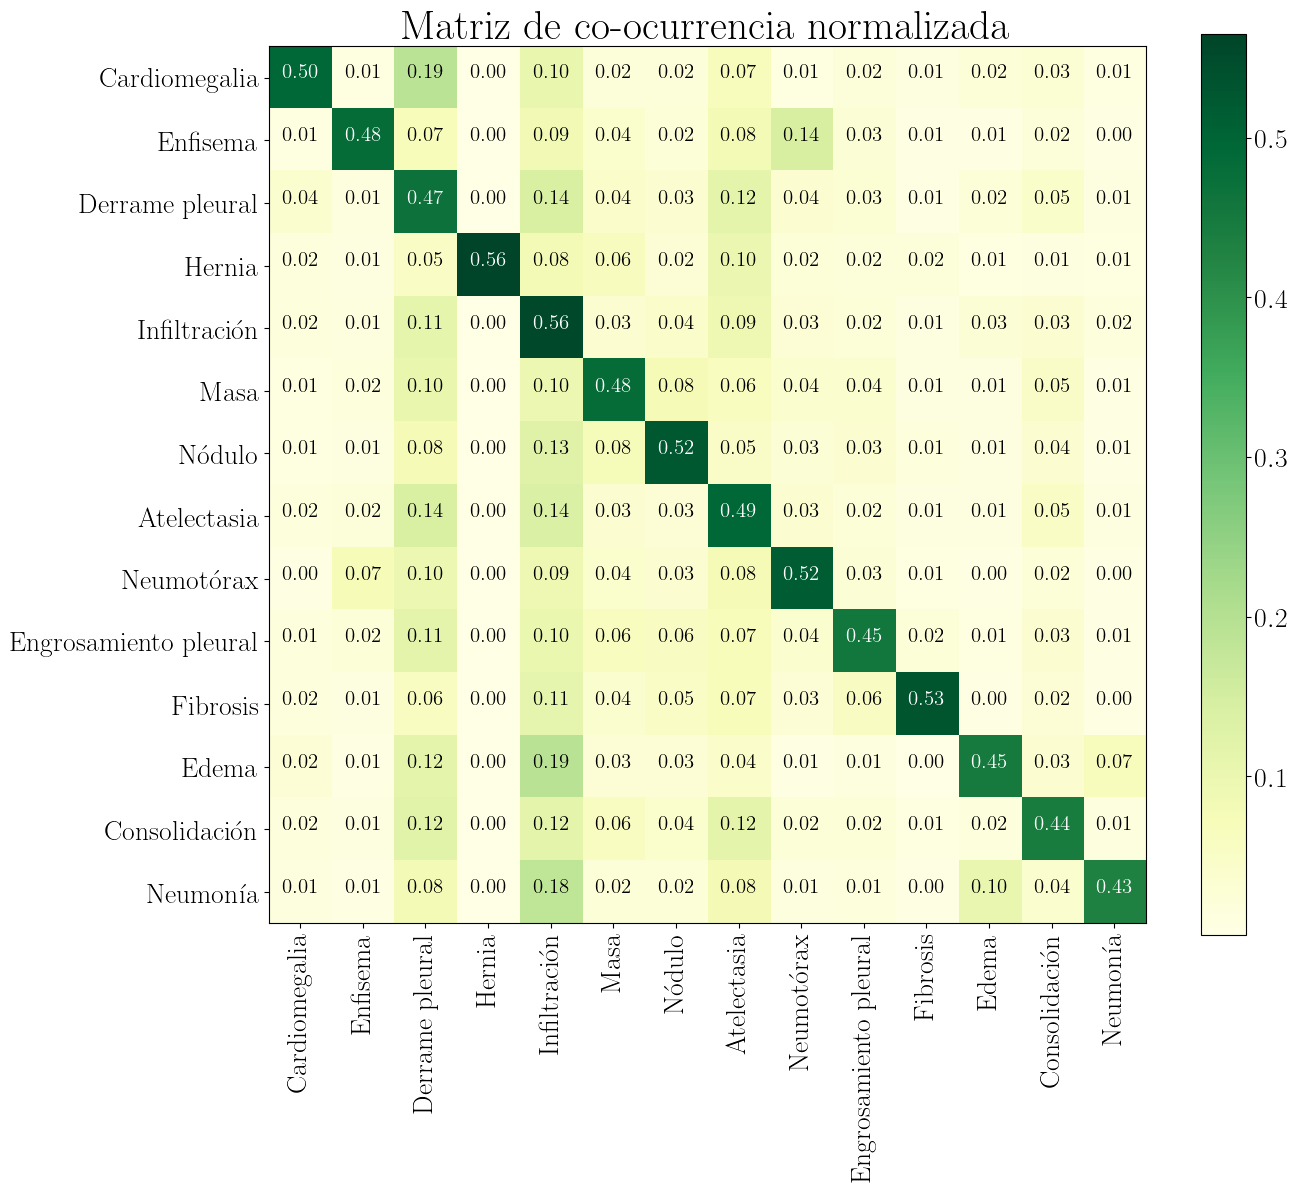 Matriz de co-ocurrencia normalizada
Cardiomegalia 0.50 0.01 0.19 0.00 0.10 0.02 0.02 0.07 0.01 0.02 0.01 0.02 0.03 0.01
Enfisema 0.01 0.48 0.07 0.00 0.09 0.04 0.02 0.08 0.14 0.03 0.01 0.01 0.02 0.00
Derrame pleural 0.04 0.01 0.47 0.00 0.14 0.04 0.03 0.12 0.04 0.03 0.01 0.02 0.05 0.01
Hernia 0.02 0.01 0.05 0.56 0.08 0.06 0.02 0.10 0.02 0.02 0.02 0.01 0.01 0.01
Infiltración 0.02 0.01 0.11 0.00 0.56 0.03 0.04 0.09 0.03 0.02 0.01 0.03 0.03 0.02
Masa 0.01 0.02 0.10 0.00 0.10 0.48 0.08 0.06 0.04 0.04 0.01 0.01 0.05 0.01
Nódulo 0.01 0.01 0.08 0.00 0.13 0.08 0.52 0.05 0.03 0.03 0.01 0.01 0.04 0.01
Atelectasia 0.02 0.02 0.14 0.00 0.14 0.03 0.03 0.49 0.03 0.02 0.01 0.01 0.05 0.01
Neumotórax 0.00 0.07 0.10 0.00 0.09 0.04 0.03 0.08 0.52 0.03 0.01 0.00 0.02 0.00
Engrosamiento pleural 0.01 0.02 0.11 0.00 0.10 0.06 0.06 0.07 0.04 0.45 0.02 0.01 0.03 0.01
Fibrosis 0.02 0.01 0.06 0.00 0.11 0.04 0.05 0.07 0.03 0.06 0.53 0.00 0.02 0.00
Edema 0.02 0.01 0.12 0.00 0.19 0.03 0.03 0.04 0.01 0.01 0.00 0.45 0.03 0.07
Consolidación 0.02 0.01 0.12 0.00 0.12 0.06 0.04 0.12 0.02 0.02 0.01 0.02 0.44 0.01
Neumonía 0.01 0.01 0.08 0.00 0.18 0.02 0.02 0.08 0.01 0.01 0.00 0.10 0.04 0.43
Cardiomegalia
Enfisema
Derrame pleural
Hernia
Infiltración
Masa
Nódulo
Atelectasia
Neumotórax
Engrosamiento pleural
Fibrosis
Edema
Consolidación
Neumonía
0.5
0.4
0.3
0.2
0.1